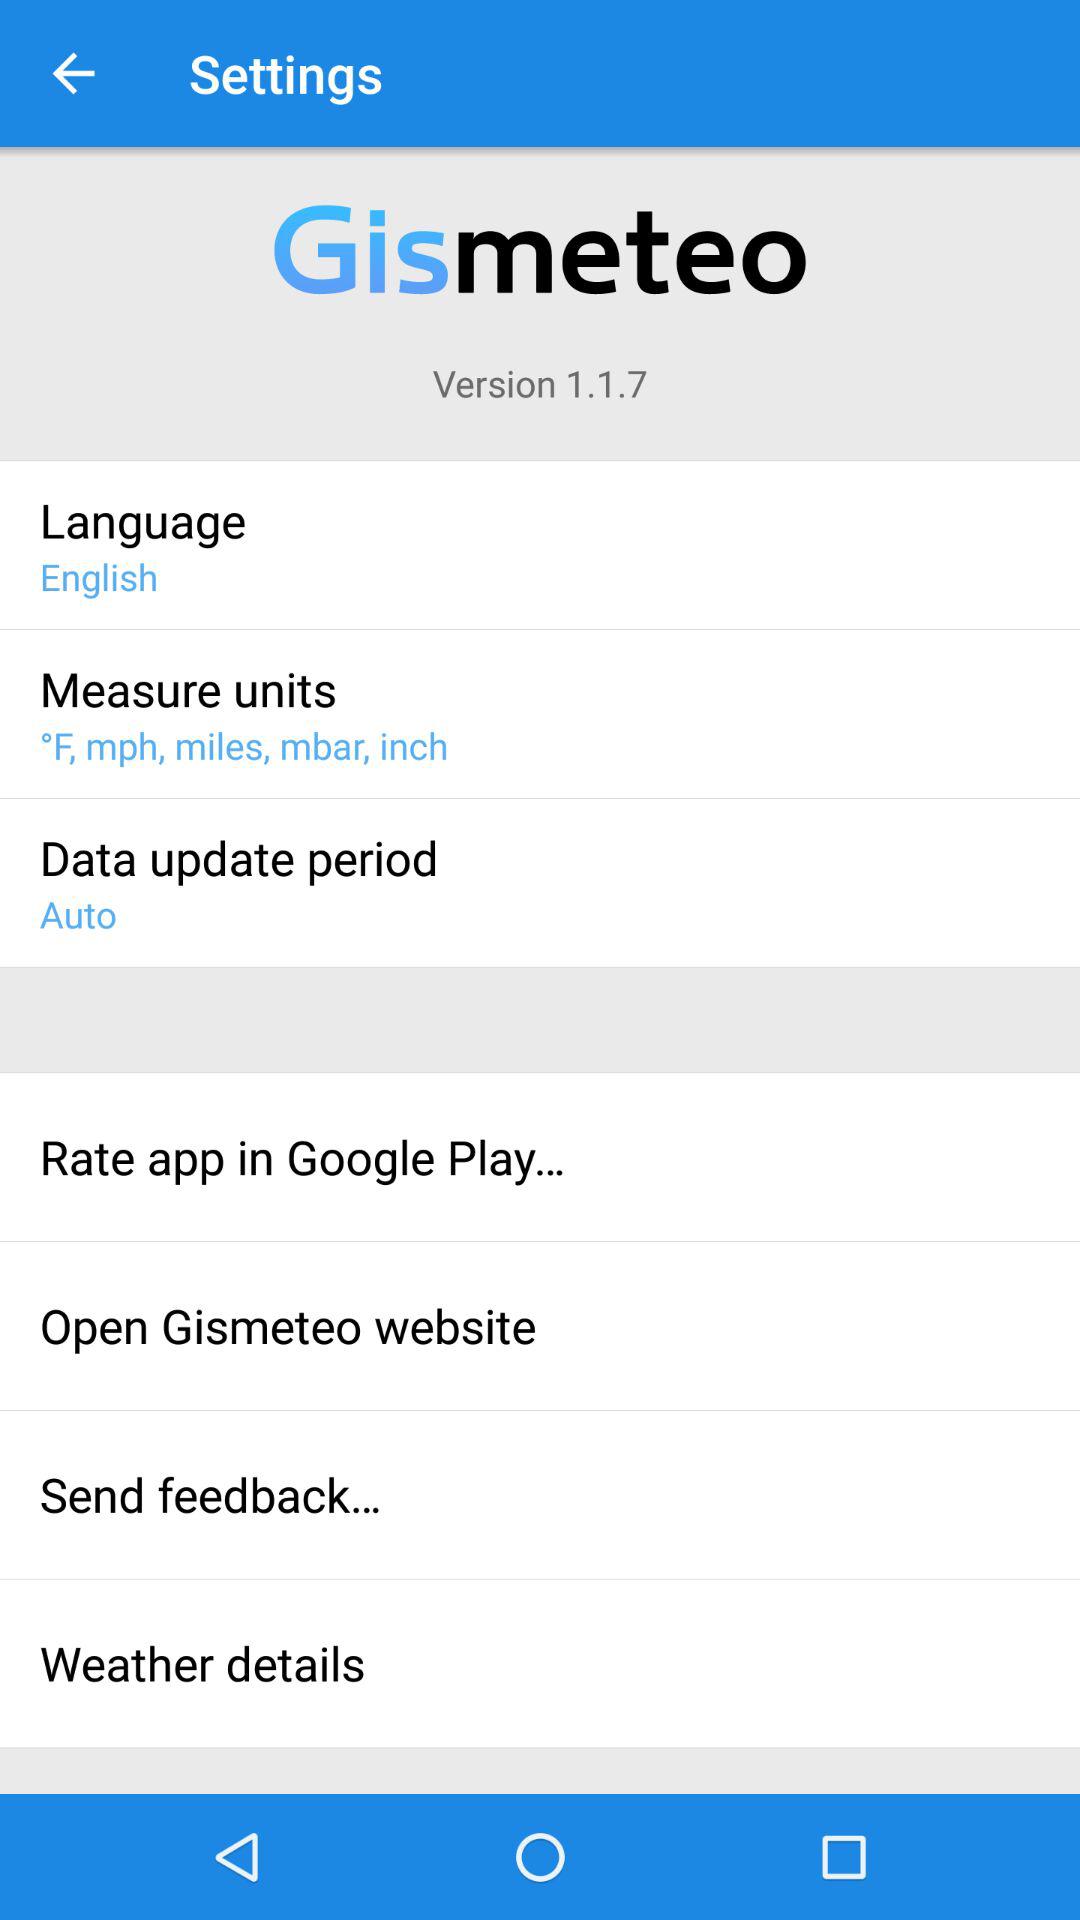 Settings
Gismeteo
Version 1.1.7
Language
English
Measure units
°F, mph, miles, mbar, inch
Data update period
Auto
Rate app in Google Play...
Open Gismeteo website
Send feedback...
Weather details